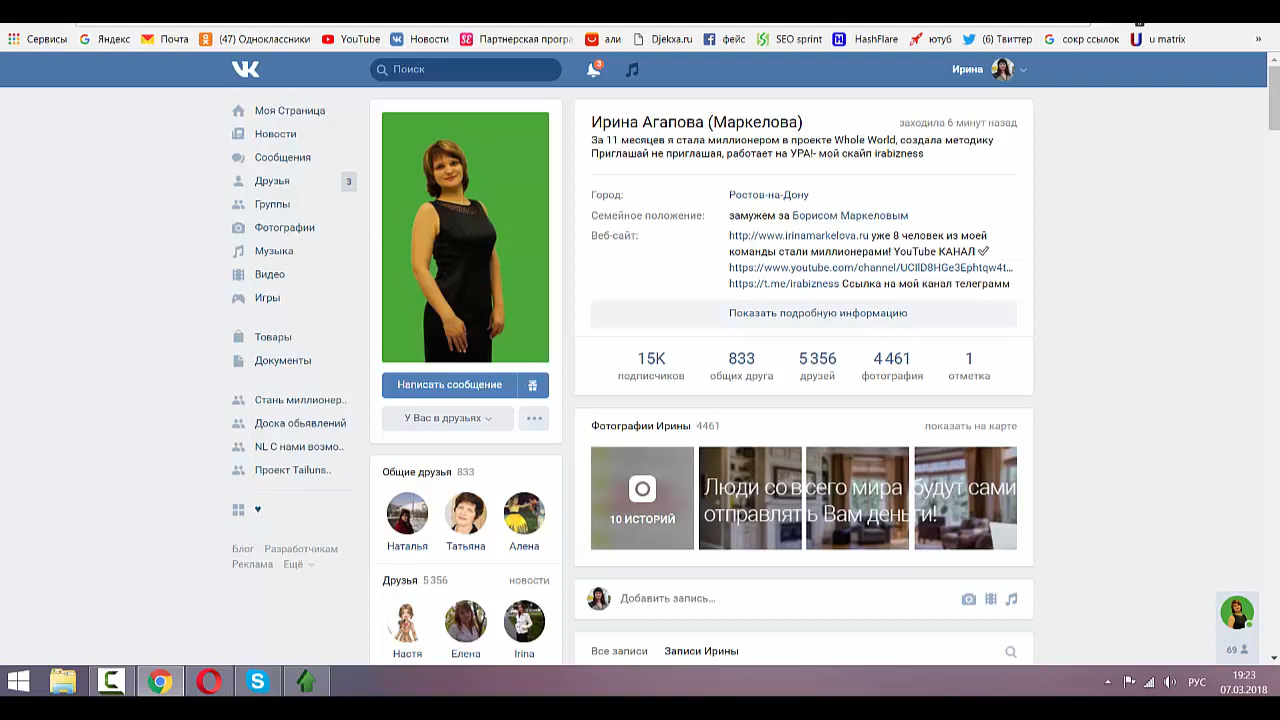 Сервисы
Яндекс
Почта
(47) Одноклассники
YouTube
Новости
Партнерская програ
али
Djekxa.ru
фейс
SEO sprint
HashFlare
ютуб
(6) Твиттер
сокр ссылок
u matrix
»
Поиск
3
Ирина
Моя Страница
Новости
Сообщения
Друзья
3
Группы
Фотографии
Музыка
Видео
Игры
Товары
Документы
Стань миллионер..
Доска обьявлений
NL С нами возмо..
Проект Tailuns..
Блог Разработчикам
Реклама Ещё
Написать сообщение
У Вас в друзьях
Общие друзья 833
Наталья
Татьяна
Алена
Друзья 5 356
новости
Настя
Елена
Irina
Ирина Агапова (Маркелова)
заходила 6 минут назад
За 11 месяцев я стала миллионером в проекте Whole World, создала методику
Приглашай не приглашая, работает на УРА!- мой скайп irabizness
Город:
Ростов-на-Дону
Семейное положение:
замужем за Борисом Маркеловым
Веб-сайт:
http://www.irinamarkelova.ru уже 8 человек из моей
команды стали миллионерами! YouTube КАНАЛ ✅
https://www.youtube.com/channel/UCIlD8HGe3Ephtqw4t...
https://t.me/irabizness Ссылка на мой канал телеграмм
Показать подробную информацию
15K
подписчиков
833
общих друга
5 356
друзей
4 461
фотография
1
отметка
Фотографии Ирины 4461
показать на карте
10 ИСТОРИЙ
Люди со всего мира будут сами
отправлять Вам деньги!
Добавить запись...
Все записи
Записи Ирины
69
РУС
19:23
07.03.2018